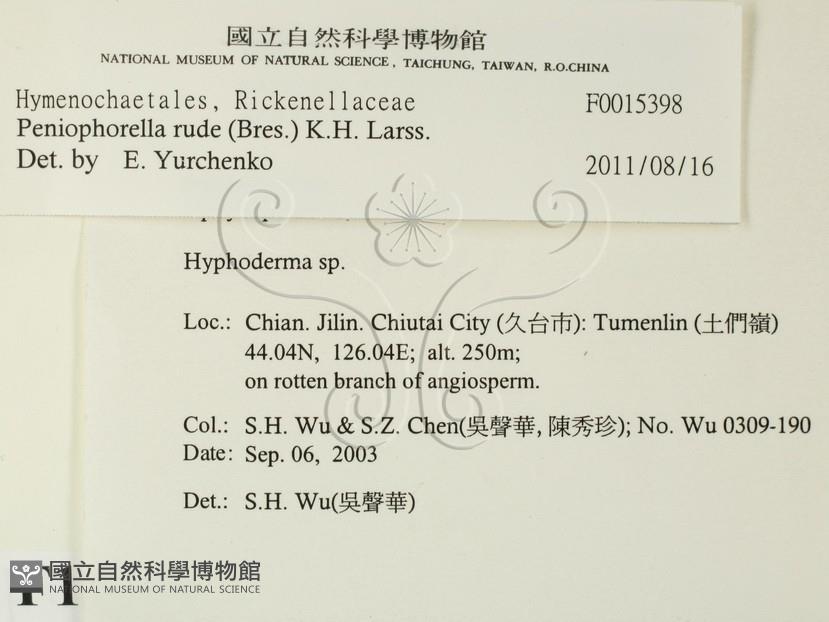 國立自然科學博物館
NATIONAL MUSEUM OF NATURAL SCIENCE, TAICHUNG, TAIWAN, R.O.CHINA
Hymenochaetales, Rickenellaceae F0015398
Peniophorella rude (Bres.) K.H. Larss.
Det. by E. Yurchenko 2011/08/16
Hyphoderma sp.
Loc.: Chian. Jilin. Chiutai City (久台市): Tumenlin (土們嶺)
44.04N, 126.04E; alt. 250m;
on rotten branch of angiosperm.
Col.: S.H. Wu & S.Z. Chen(吳聲華, 陳秀珍); No. Wu 0309-190
Date: Sep. 06, 2003
Det.: S.H. Wu(吳聲華)
國立自然科學博物館
NATIONAL MUSEUM OF NATURAL SCIENCE